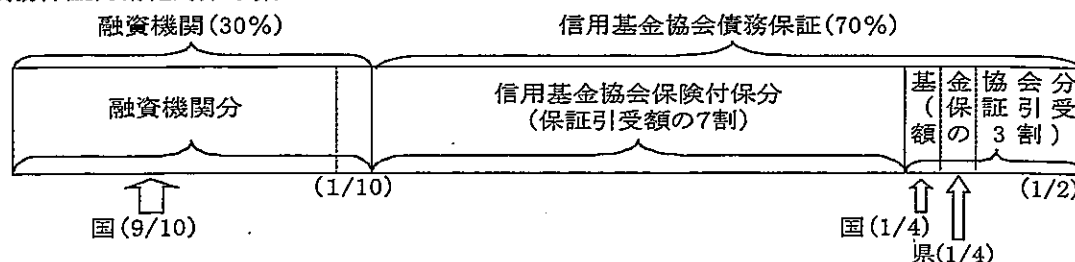 融資機関(30%) 信用基金協会債務保証(70%)
融資機関分 信用基金協会保険付保分 基金協会分
(保証引受額の7割) (保証引受
額の3割)
(1/10) (1/2)
国(9/10) 国(1/4)
県(1/4)